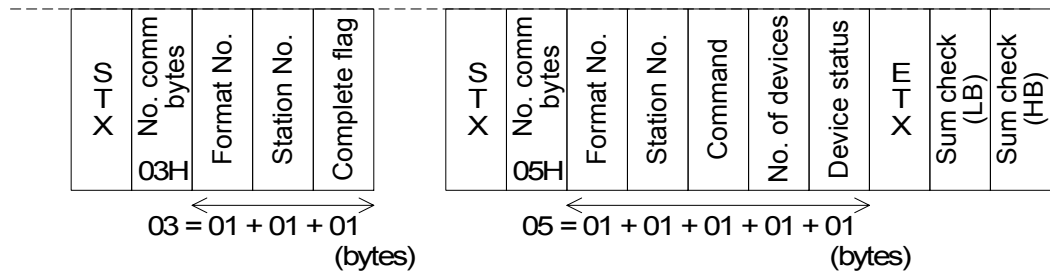 STX
No. comm
bytes
03H
Format No.
Station No.
Complete flag
03 = 01 + 01 + 01
(bytes)
STX
No. comm
bytes
05H
Format No.
Station No.
Command
No. of devices
Device status
ETX
Sum check
(LB)
Sum check
(HB)
05 = 01 + 01 + 01 + 01 + 01
(bytes)